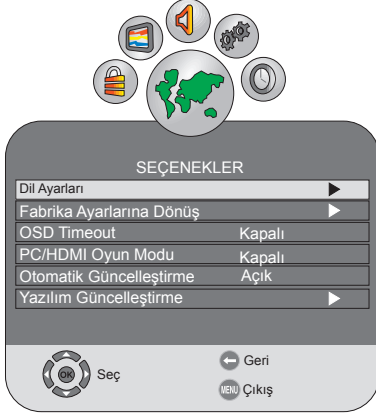 SEÇENEKLER
Dil Ayarları
Fabrika Ayarlarına Dönüş
OSD Timeout Kapalı
PC/HDMI Oyun Modu Kapalı
Otomatik Güncelleştirme Açık
Yazılım Güncelleştirme
OK Seç
Geri
MENU Çıkış